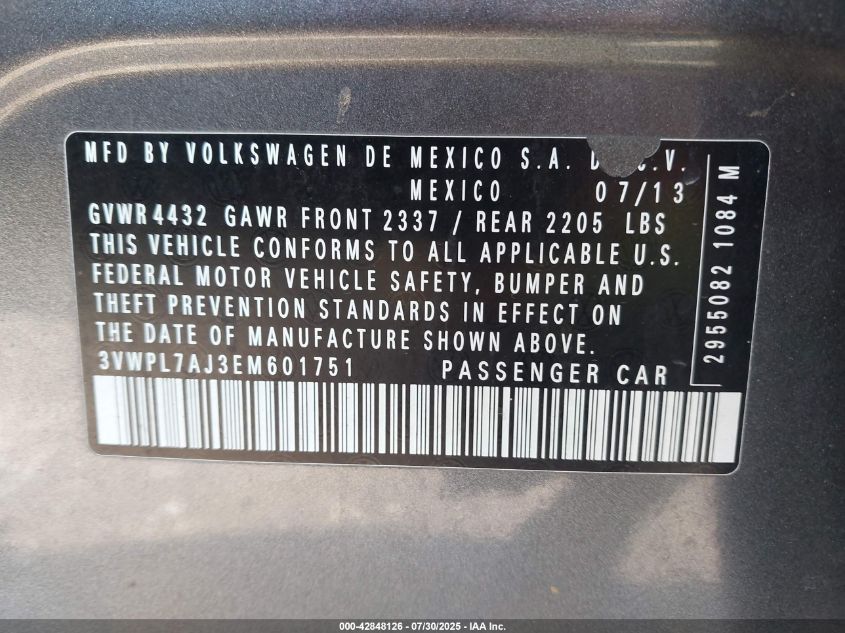 MFD BY VOLKSWAGEN DE MEXICO S.A. D .V.
MEXICO 07/13
GVWR 4432 GAWR FRONT 2337 / REAR 2205 LBS
THIS VEHICLE CONFORMS TO ALL APPLICABLE U.S.
FEDERAL MOTOR VEHICLE SAFETY, BUMPER AND
THEFT PREVENTION STANDARDS IN EFFECT ON
THE DATE OF MANUFACTURE SHOWN ABOVE.
3VWPL7AJ3EM601751 PASSENGER CAR
2955082 1084 M
000-42848126 - 07/30/2025 - IAA Inc.